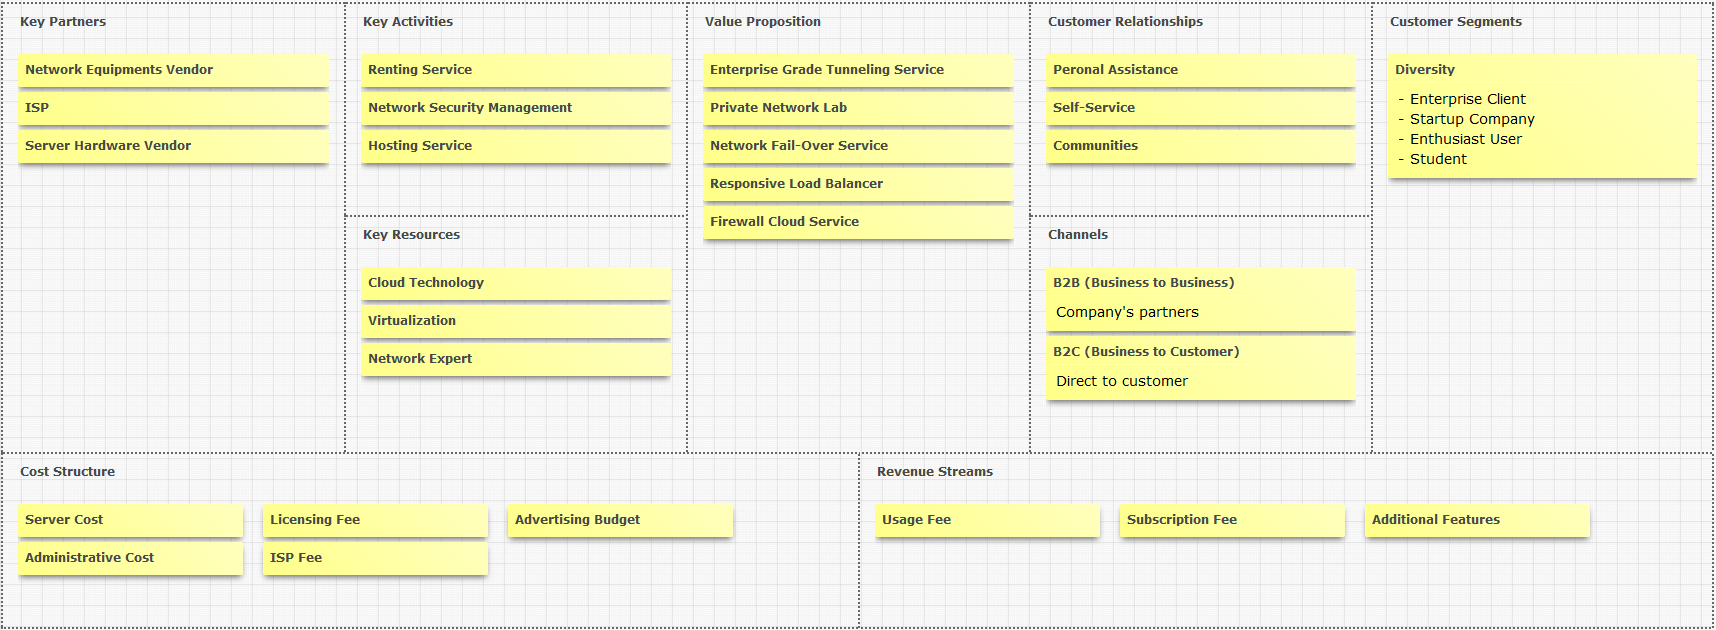 Key Partners
Network Equipments Vendor
ISP
Server Hardware Vendor
Key Activities
Renting Service
Network Security Management
Hosting Service
Key Resources
Cloud Technology
Virtualization
Network Expert
Value Proposition
Enterprise Grade Tunneling Service
Private Network Lab
Network Fail-Over Service
Responsive Load Balancer
Firewall Cloud Service
Customer Relationships
Peronal Assistance
Self-Service
Communities
Channels
B2B (Business to Business)
Company's partners
B2C (Business to Customer)
Direct to customer
Customer Segments
Diversity
- Enterprise Client
- Startup Company
- Enthusiast User
- Student
Cost Structure
Server Cost
Licensing Fee
Advertising Budget
Administrative Cost
ISP Fee
Revenue Streams
Usage Fee
Subscription Fee
Additional Features